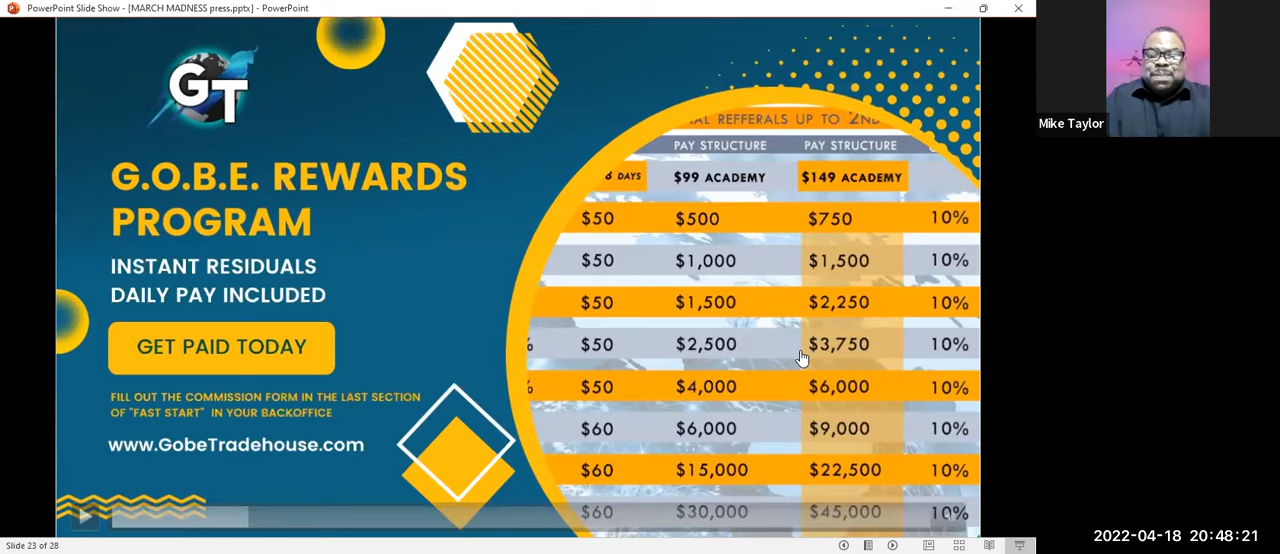 PowerPoint Slide Show - [MARCH MADNESS press.pptx] - PowerPoint
Mike Taylor
GT
G.O.B.E. REWARDS
PROGRAM
INSTANT RESIDUALS
DAILY PAY INCLUDED
GET PAID TODAY
FILL OUT THE COMMISSION FORM IN THE LAST SECTION
OF "FAST START" IN YOUR BACKOFFICE
www.GobeTradehouse.com
REFFERALS UP TO 2ND
PAY STRUCTURE PAY STRUCTURE
DAYS $99 ACADEMY $149 ACADEMY
$50 $500 $750 10%
$50 $1,000 $1,500 10%
$50 $1,500 $2,250 10%
% $50 $2,500 $3,750 10%
% $50 $4,000 $6,000 10%
$60 $6,000 $9,000 10%
$60 $15,000 $22,500 10%
$60 $30,000 $45,000 10%
Slide 23 of 28
2022-04-18 20:48:21